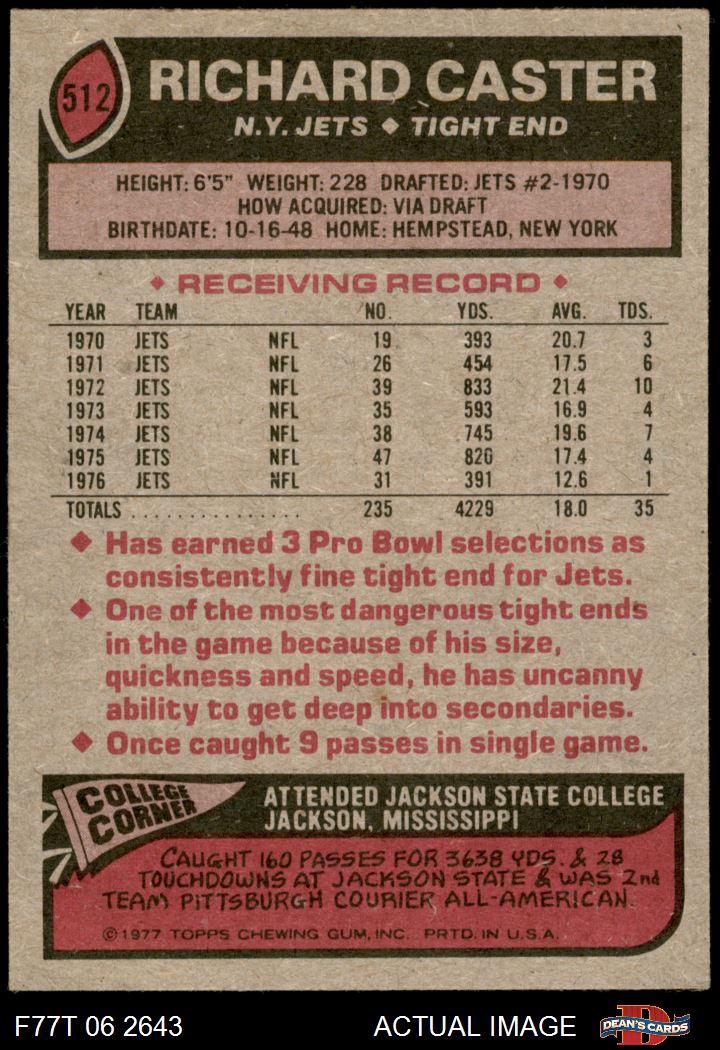 512
RICHARD CASTER
N.Y. JETS ◆ TIGHT END
HEIGHT: 6'5" WEIGHT: 228 DRAFTED: JETS #2-1970
HOW ACQUIRED: VIA DRAFT
BIRTHDATE: 10-16-48 HOME: HEMPSTEAD, NEW YORK
◆ RECEIVING RECORD ◆
YEAR TEAM NO. YDS. AVG. TDS.
1970 JETS NFL 19 393 20.7 3
1971 JETS NFL 26 454 17.5 6
1972 JETS NFL 39 833 21.4 10
1973 JETS NFL 35 593 16.9 4
1974 JETS NFL 38 745 19.6 7
1975 JETS NFL 47 820 17.4 4
1976 JETS NFL 31 391 12.6 1
TOTALS ............... 235 4229 18.0 35
◆ Has earned 3 Pro Bowl selections as
consistently fine tight end for Jets.
◆ One of the most dangerous tight ends
in the game because of his size,
quickness and speed, he has uncanny
ability to get deep into secondaries.
◆ Once caught 9 passes in single game.
COLLEGE
CORNER
ATTENDED JACKSON STATE COLLEGE
JACKSON, MISSISSIPPI
CAUGHT 160 PASSES FOR 3638 YDS. & 28
TOUCHDOWNS AT JACKSON STATE & WAS 2nd
TEAM PITTSBURGH COURIER ALL-AMERICAN.
©1977 TOPPS CHEWING GUM, INC. PRTD. IN U.S.A.
F77T 06 2643 ACTUAL IMAGE
D
DEAN'S CARDS